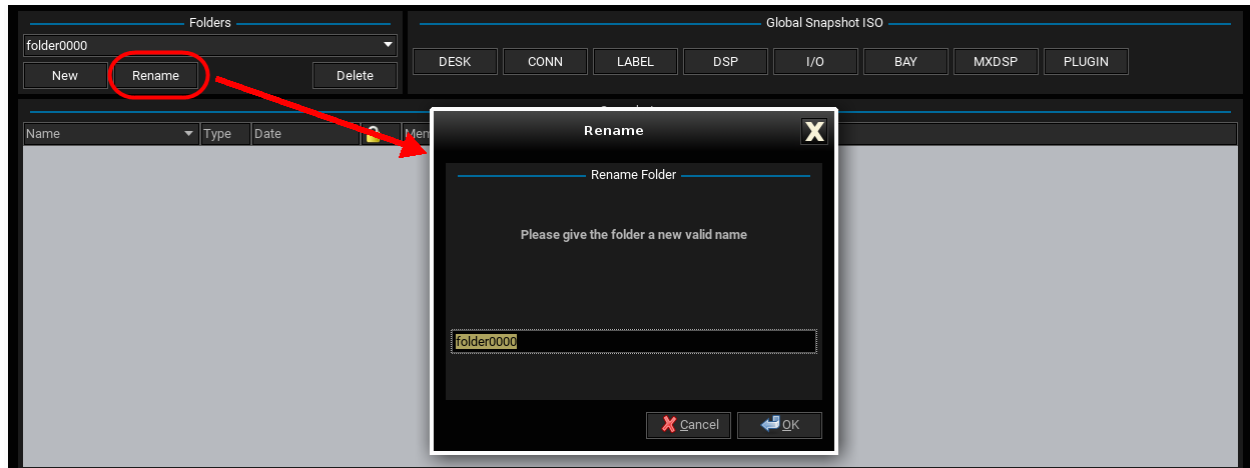 Folders
folder0000
New Rename Delete
Global Snapshot ISO
DESK CONN LABEL DSP I/O BAY MXDSP PLUGIN
Name Type Date
Rename
X
Rename Folder
Please give the folder a new valid name
folder0000
Cancel OK